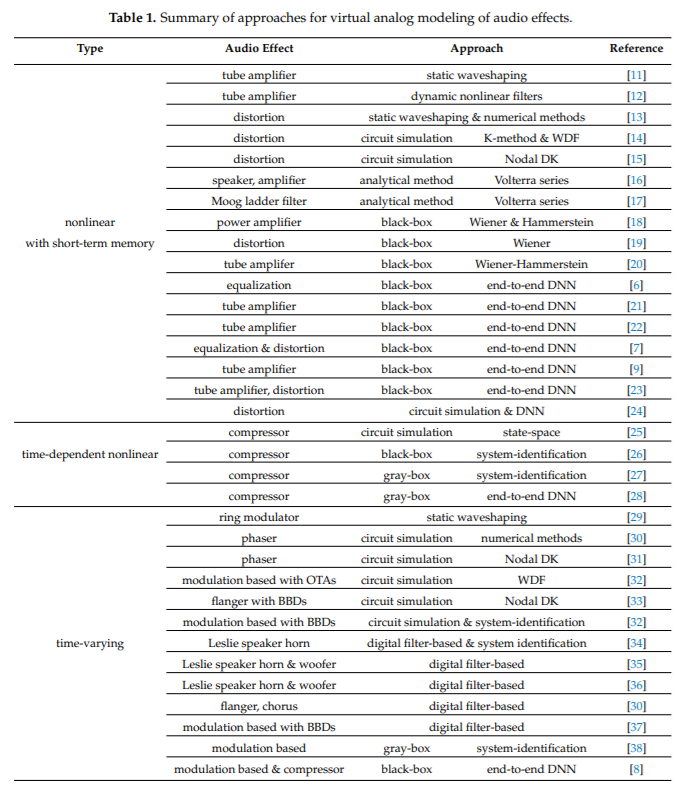 Table 1. Summary of approaches for virtual analog modeling of audio effects.
Type Audio Effect Approach Reference
tube amplifier static waveshaping [11]
tube amplifier dynamic nonlinear filters [12]
distortion static waveshaping & numerical methods [13]
distortion circuit simulation K-method & WDF [14]
distortion circuit simulation Nodal DK [15]
speaker, amplifier analytical method Volterra series [16]
Moog ladder filter analytical method Volterra series [17]
nonlinear power amplifier black-box Wiener & Hammerstein [18]
with short-term memory distortion black-box Wiener [19]
tube amplifer black-box Wiener-Hammerstein [20]
equalization black-box end-to-end DNN [6]
tube amplifier black-box end-to-end DNN [21]
tube amplifier black-box end-to-end DNN [22]
equalization & distortion black-box end-to-end DNN [7]
tube amplifier black-box end-to-end DNN [9]
tube amplifier, distortion black-box end-to-end DNN [23]
distortion circuit simulation & DNN [24]
compressor circuit simulation state-space [25]
time-dependent nonlinear compressor black-box system-identification [26]
compressor gray-box system-identification [27]
compressor gray-box end-to-end DNN [28]
ring modulator static waveshaping [29]
phaser circuit simulation numerical methods [30]
phaser circuit simulation Nodal DK [31]
modulation based with OTAs circuit simulation WDF [32]
flanger with BBDs circuit simulation Nodal DK [33]
modulation based with BBDs circuit simulation & system-identification [32]
time-varying Leslie speaker horn digital filter-based & system identification [34]
Leslie speaker horn & woofer digital filter-based [35]
Leslie speaker horn & woofer digital filter-based [36]
flanger, chorus digital filter-based [30]
modulation based with BBDs digital filter-based [37]
modulation based gray-box system-identification [38]
modulation based & compressor black-box end-to-end DNN [8]